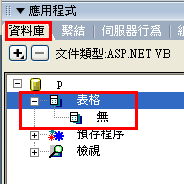 應用程式
資料庫 繫結 伺服器行爲
文件類型:ASP.NET VB
p
表格
無
預存程序
檢視